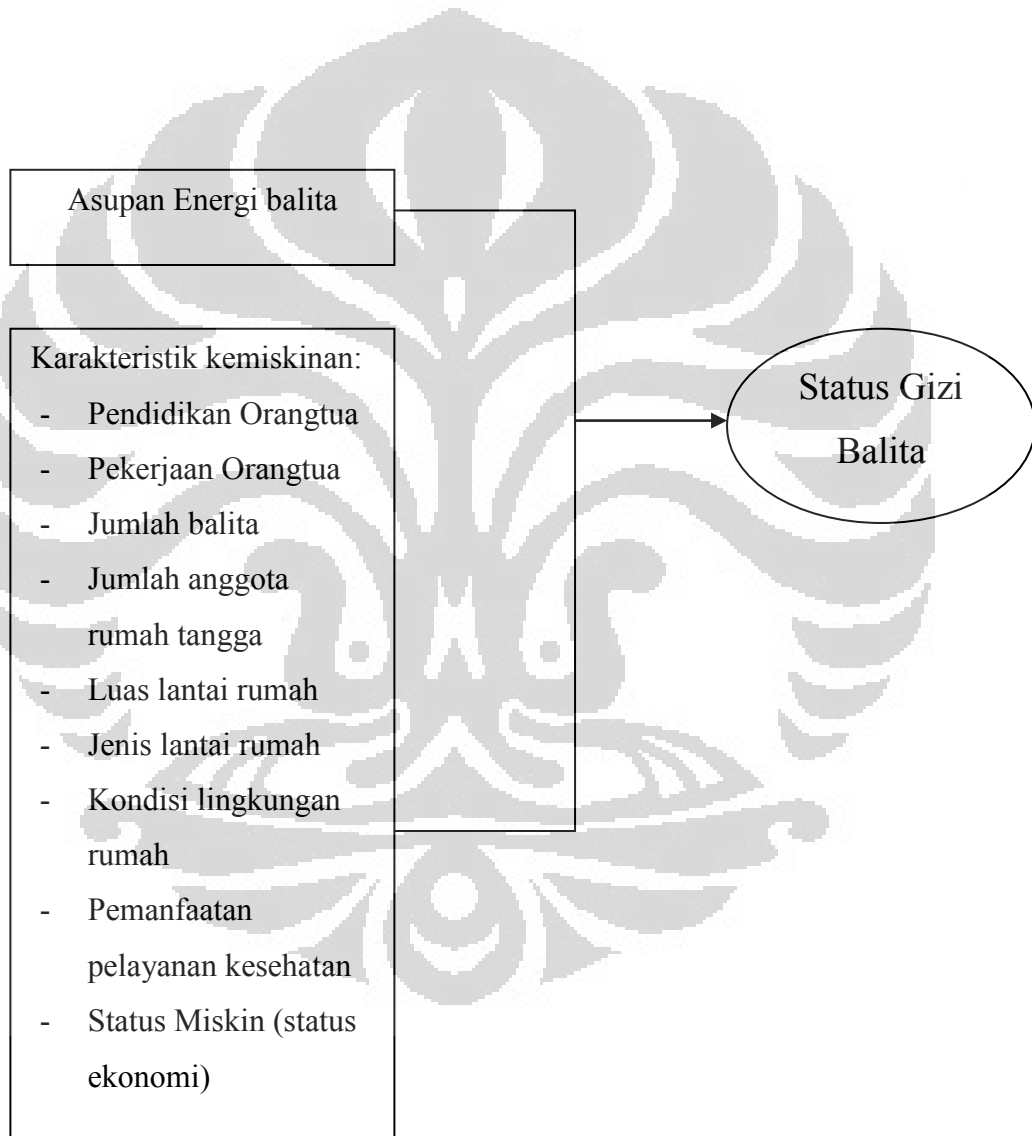 Asupan Energi balita
Karakteristik kemiskinan:
- Pendidikan Orangtua
- Pekerjaan Orangtua
- Jumlah balita
- Jumlah anggota
rumah tangga
- Luas lantai rumah
- Jenis lantai rumah
- Kondisi lingkungan
rumah
- Pemanfaatan
pelayanan kesehatan
- Status Miskin (status
ekonomi)
Status Gizi
Balita